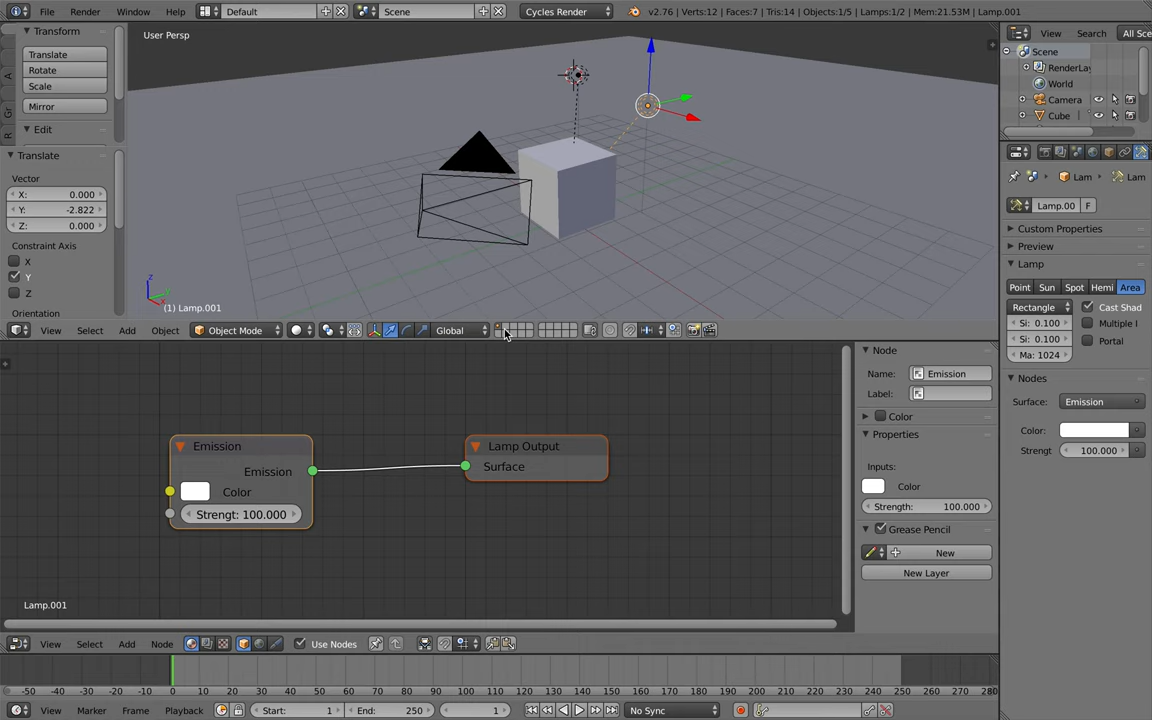 File Render Window Help Default Scene Cycles Render v2.76 | Verts:12 | Faces:7 | Tris:14 | Objects:1/5 | Lamps:1/2 | Mem:21.53M | Lamp.001
Transform
Translate
Rotate
Scale
Mirror
Edit
A
Gr
R
Translate
Vector
X: 0.000
Y: -2.822
Z: 0.000
Constraint Axis
X
Y
Z
Orientation
User Persp
(1) Lamp.001
View Select Add Object Object Mode Global
View Search All Sce
Scene
RenderLay
World
Camera
Cube
Lam Lam
Lamp.00 F
Custom Properties
Preview
Lamp
Point Sun Spot Hemi Area
Rectangle Cast Shad
Si: 0.100 Multiple I
Si: 0.100 Portal
Ma: 1024
Nodes
Surface: Emission
Color:
Strengt 100.000
Emission
Emission
Color
Strengt: 100.000
Lamp Output
Surface
Lamp.001
Node
Name: Emission
Label:
Color
Properties
Inputs:
Color
Strength: 100.000
Grease Pencil
New
New Layer
View Select Add Node Use Nodes
-50 -40 -30 -20 -10 0 10 20 30 40 50 60 70 80 90 100 110 120 130 140 150 160 170 180 190 200 210 220 230 240 250 260 270 280
View Marker Frame Playback Start: 1 End: 250 1 No Sync